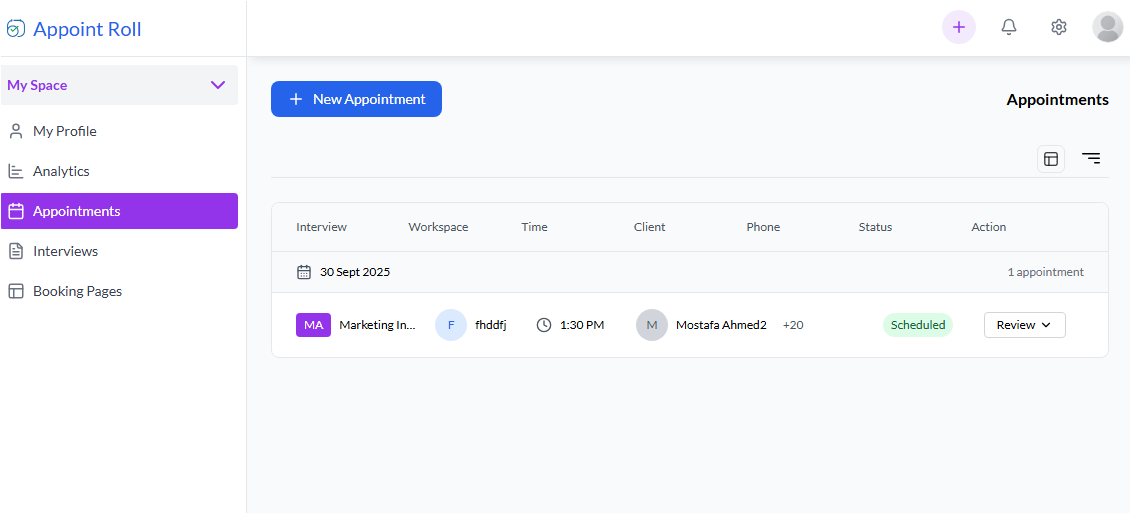 Appoint Roll
My Space
My Profile
Analytics
Appointments
Interviews
Booking Pages
New Appointment
Appointments
Interview Workspace Time Client Phone Status Action
30 Sept 2025 1 appointment
MA Marketing In... F fhddfj 1:30 PM M Mostafa Ahmed2 +20 Scheduled Review